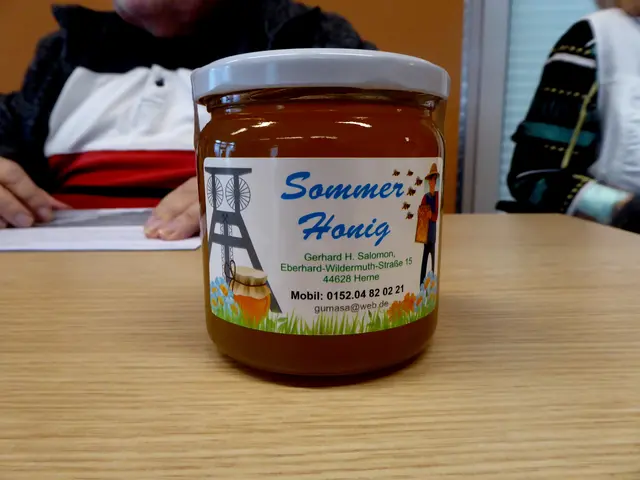 Sommer
Honig
Gerhard H. Salomon,
Eberhard-Wildermuth-Straße 15
44628 Herne
Mobil: 0152.04 82 02 21
gumasa@web.de